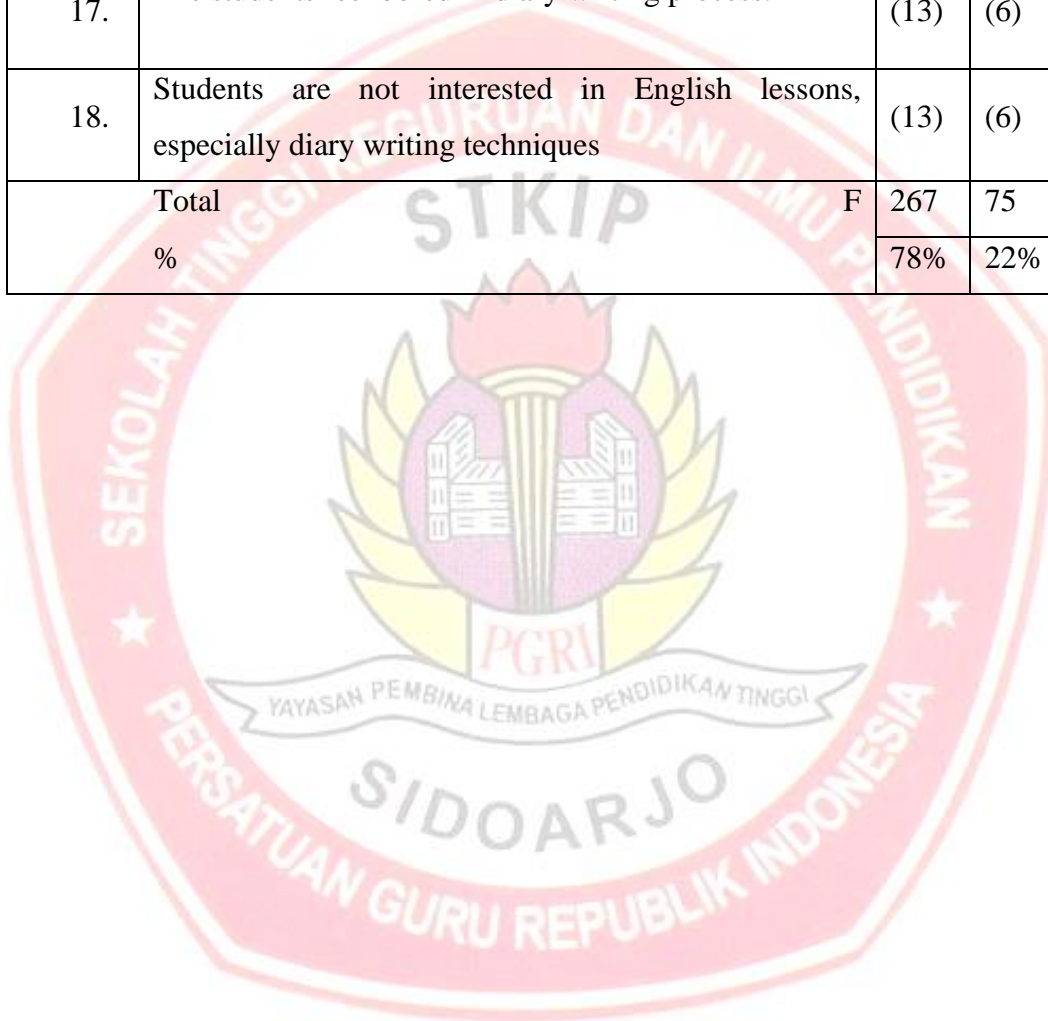 17. students process. (13) (6)
18. Students are not interested in English lessons, (13) (6)
especially diary writing techniques
Total F 267 75
% 78% 22%
SEKOLAH TINGGI KEGURUAN DAN ILMU PENDIDIKAN
STKIP
PGRI
YAYASAN PEMBINA LEMBAGA PENDIDIKAN TINGGI
SIDOARJO
PERSATUAN GURU REPUBLIK INDONESIA